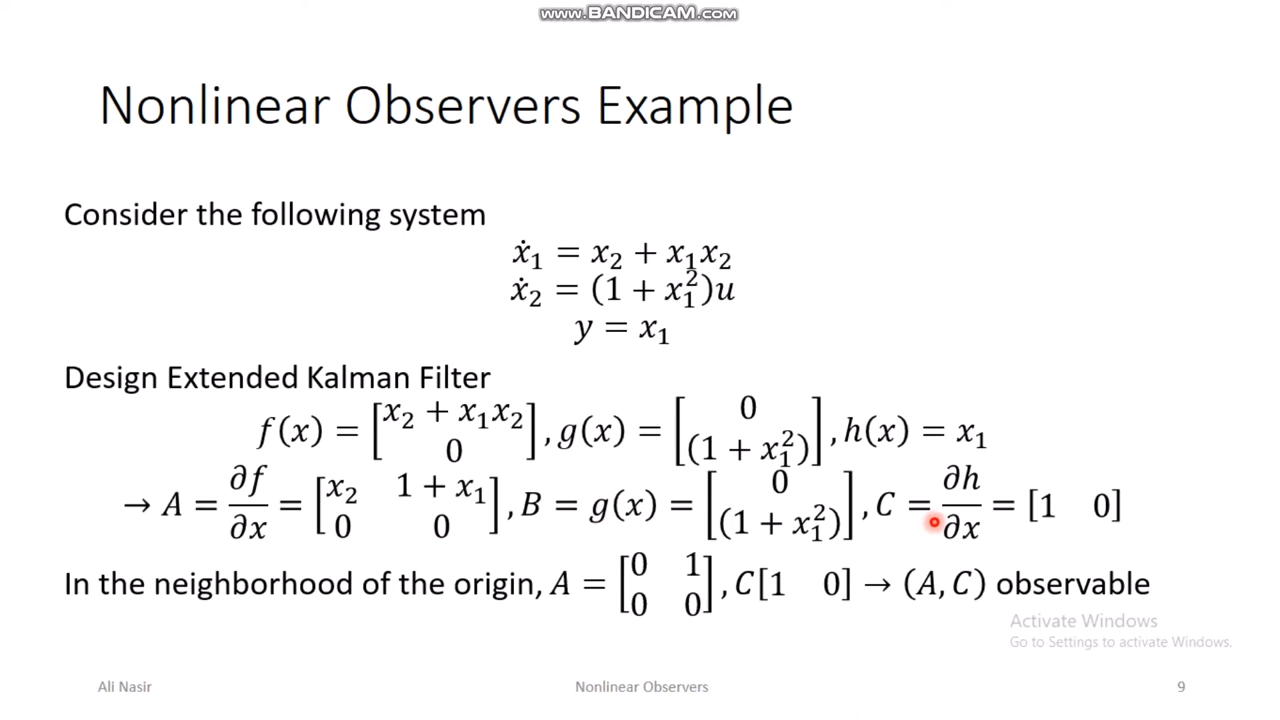 www.BANDICAM.com
Nonlinear Observers Example
Consider the following system
ẋ₁ = x₂ + x₁x₂
ẋ₂ = (1 + x₁²)u
y = x₁
Design Extended Kalman Filter
f(x) = [x₂ + x₁x₂; 0], g(x) = [0; (1 + x₁²)], h(x) = x₁
→ A = ∂f/∂x = [x₂ 1 + x₁; 0 0], B = g(x) = [0; (1 + x₁²)], C = ∂h/∂x = [1 0]
In the neighborhood of the origin, A = [0 1; 0 0], C[1 0] → (A, C) observable
Activate Windows
Go to Settings to activate Windows.
Ali Nasir
Nonlinear Observers
9